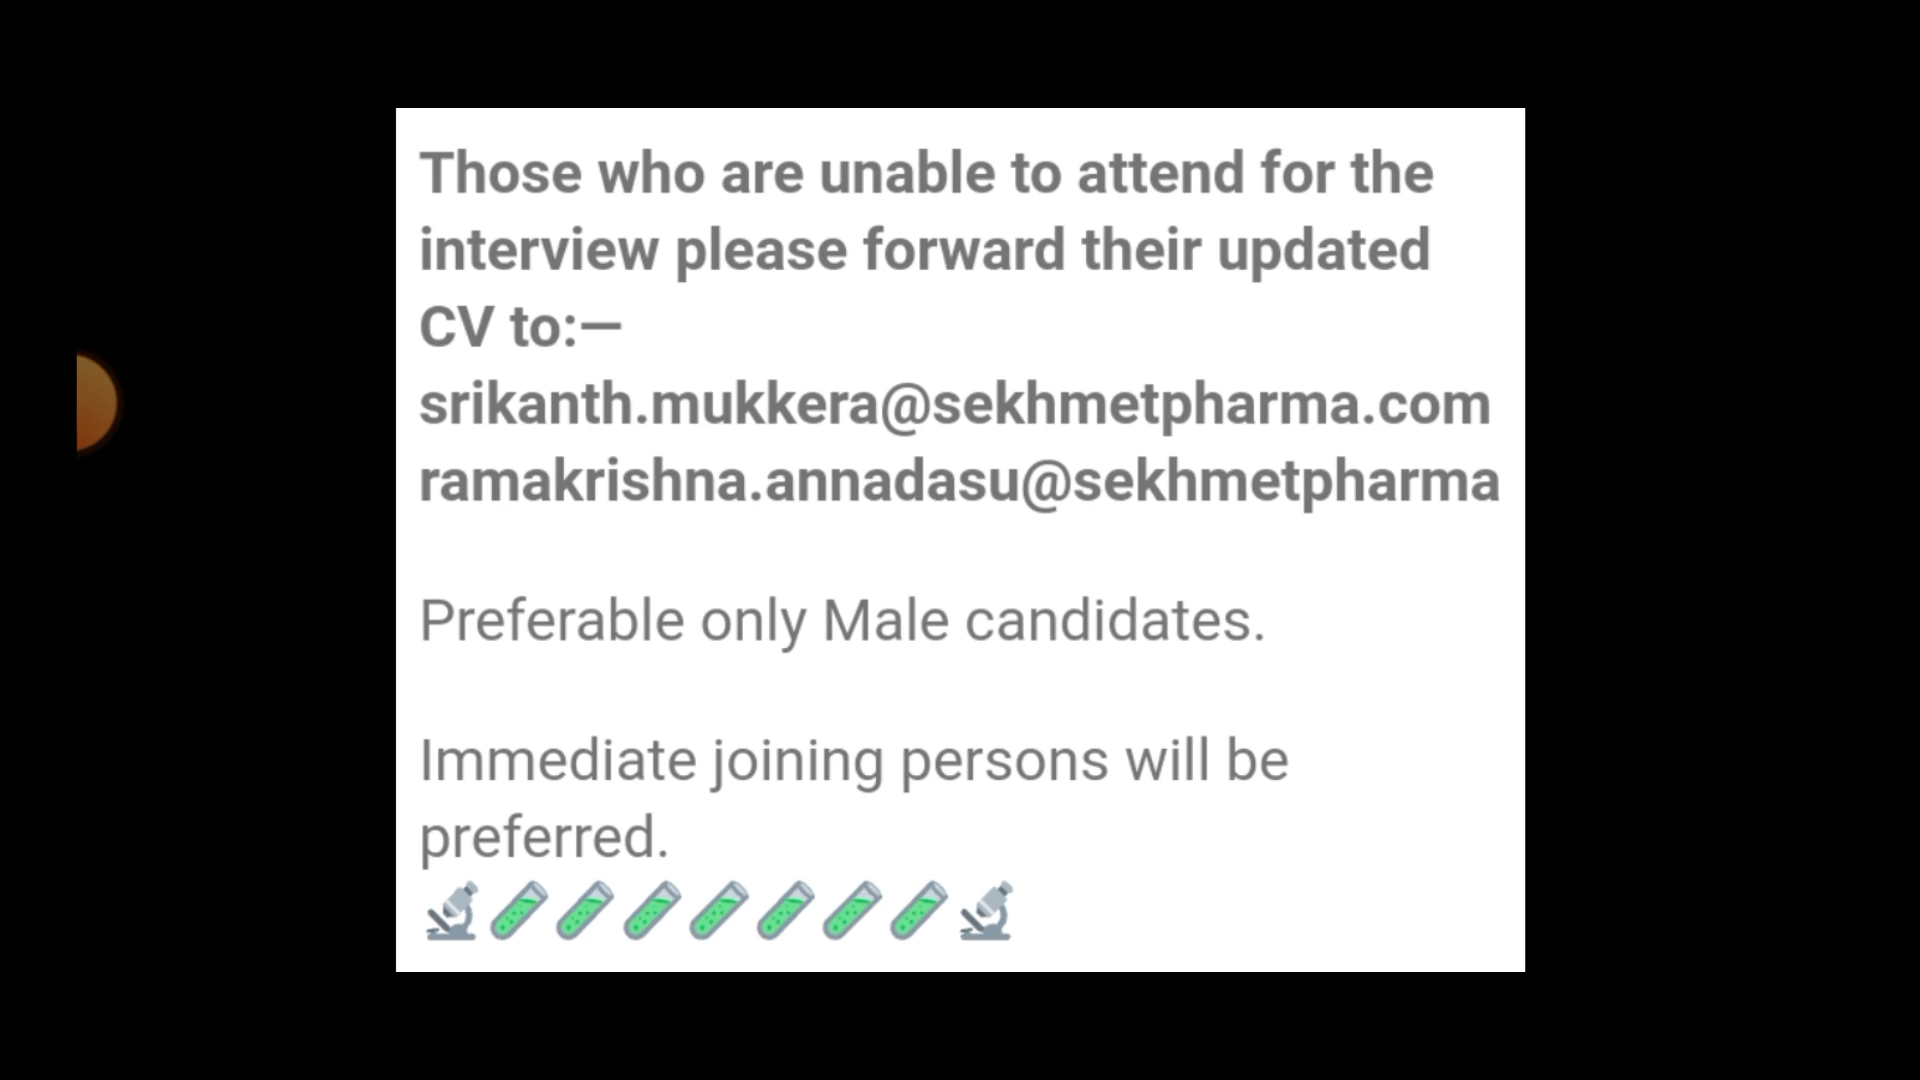 Those who are unable to attend for the
interview please forward their updated
CV to:—
srikanth.mukkera@sekhmetpharma.com
ramakrishna.annadasu@sekhmetpharma
Preferable only Male candidates.
Immediate joining persons will be
preferred.
🔬🧪🧪🧪🧪🧪🧪🧪🔬